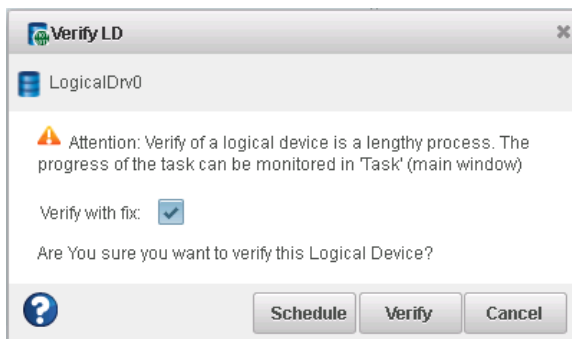 Verify LD
LogicalDrv0
Attention: Verify of a logical device is a lengthy process. The
progress of the task can be monitored in 'Task' (main window)
Verify with fix:
Are You sure you want to verify this Logical Device?
? Schedule Verify Cancel